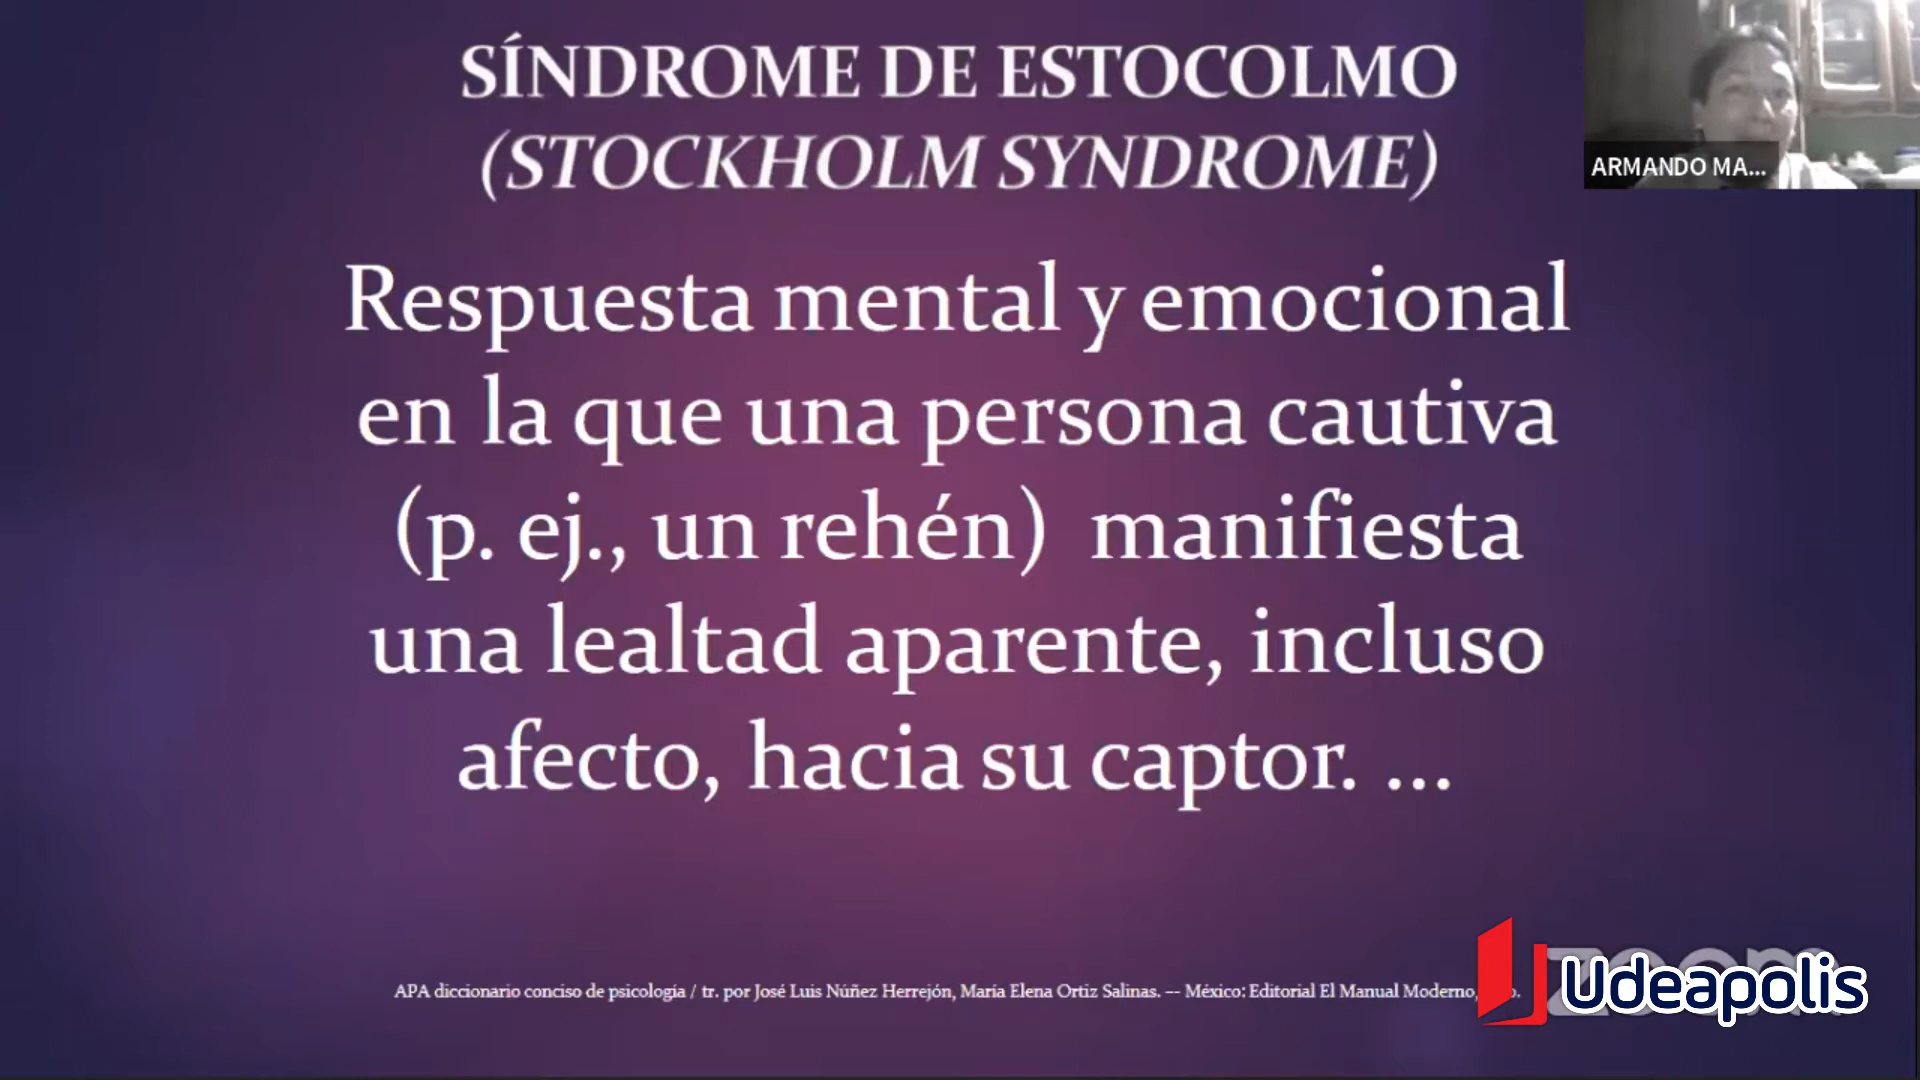 SÍNDROME DE ESTOCOLMO
(STOCKHOLM SYNDROME)
ARMANDO MA...
Respuesta mental y emocional
en la que una persona cautiva
(p. ej., un rehén) manifiesta
una lealtad aparente, incluso
afecto, hacia su captor. ...
APA diccionario conciso de psicología / tr. por José Luis Núñez Herrejón, María Elena Ortiz Salinas. -- México: Editorial El Manual Moderno,
zoom
Udeapolis